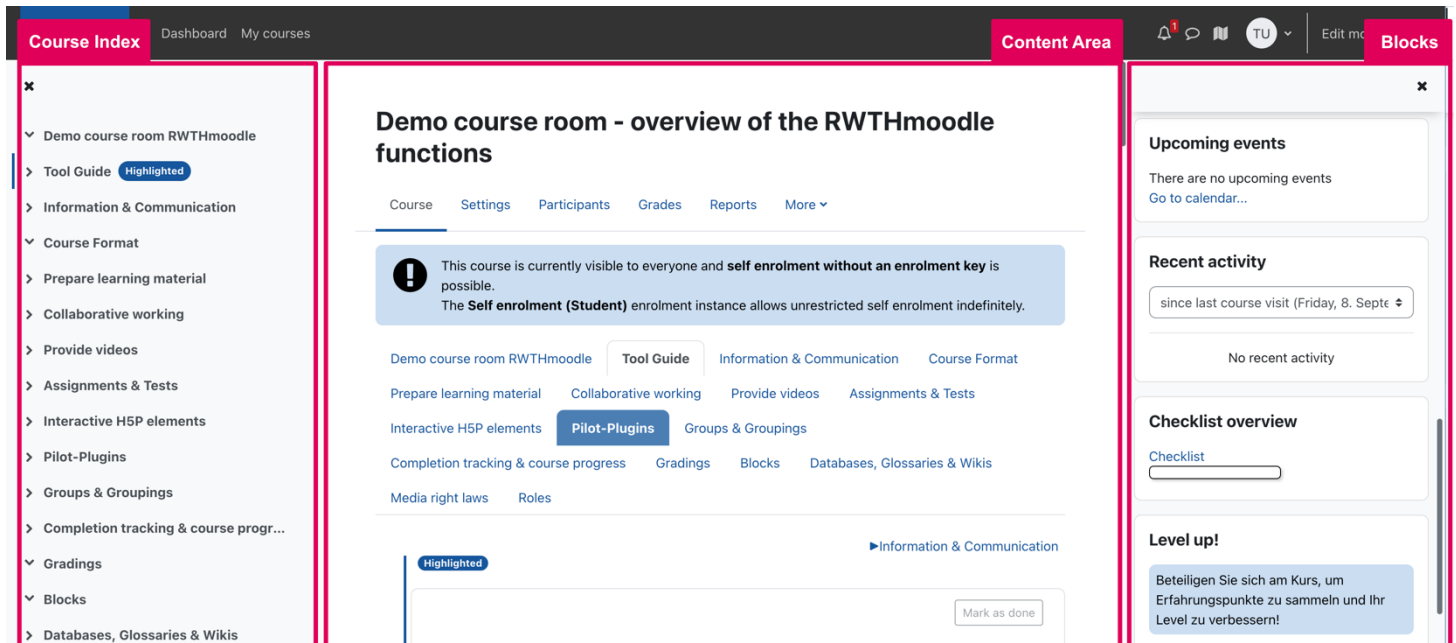 Course Index
Dashboard My courses
Content Area
1
TU
Edit
Blocks
Demo course room RWTHmoodle
Tool Guide Highlighted
Information & Communication
Course Format
Prepare learning material
Collaborative working
Provide videos
Assignments & Tests
Interactive H5P elements
Pilot-Plugins
Groups & Groupings
Completion tracking & course progr...
Gradings
Blocks
Databases, Glossaries & Wikis
Demo course room - overview of the RWTHmoodle
functions
Course Settings Participants Grades Reports More
This course is currently visible to everyone and self enrolment without an enrolment key is
possible.
The Self enrolment (Student) enrolment instance allows unrestricted self enrolment indefinitely.
Demo course room RWTHmoodle Tool Guide Information & Communication Course Format
Prepare learning material Collaborative working Provide videos Assignments & Tests
Interactive H5P elements Pilot-Plugins Groups & Groupings
Completion tracking & course progress Gradings Blocks Databases, Glossaries & Wikis
Media right laws Roles
▶Information & Communication
Highlighted
Mark as done
Upcoming events
There are no upcoming events
Go to calendar...
Recent activity
since last course visit (Friday, 8. Septe
No recent activity
Checklist overview
Checklist
Level up!
Beteiligen Sie sich am Kurs, um
Erfahrungspunkte zu sammeln und Ihr
Level zu verbessern!